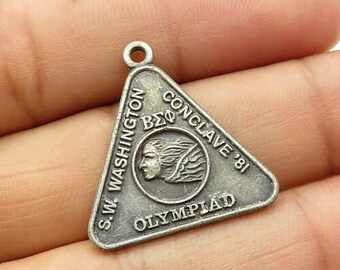 S.W. WASHINGTON
CONCLAVE '81
ΒΣΦ
OLYMPIAD